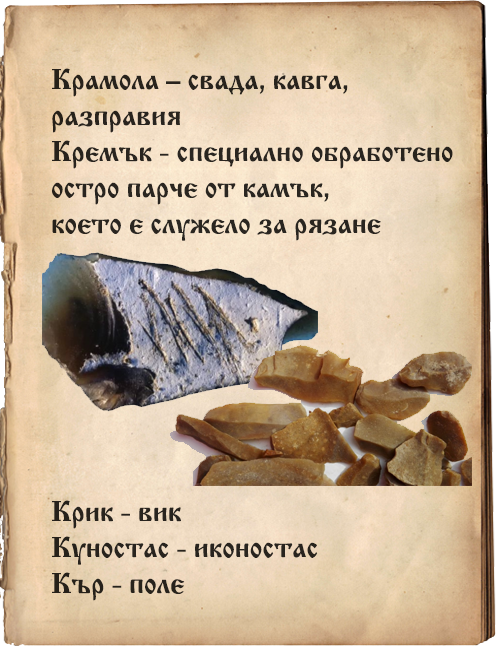 Крамола – свада, кавга,
разправия
Кремък - специално обработено
остро парче от камък,
което е служело за рязане
Крик - вик
Куностас - иконостас
Кър - поле